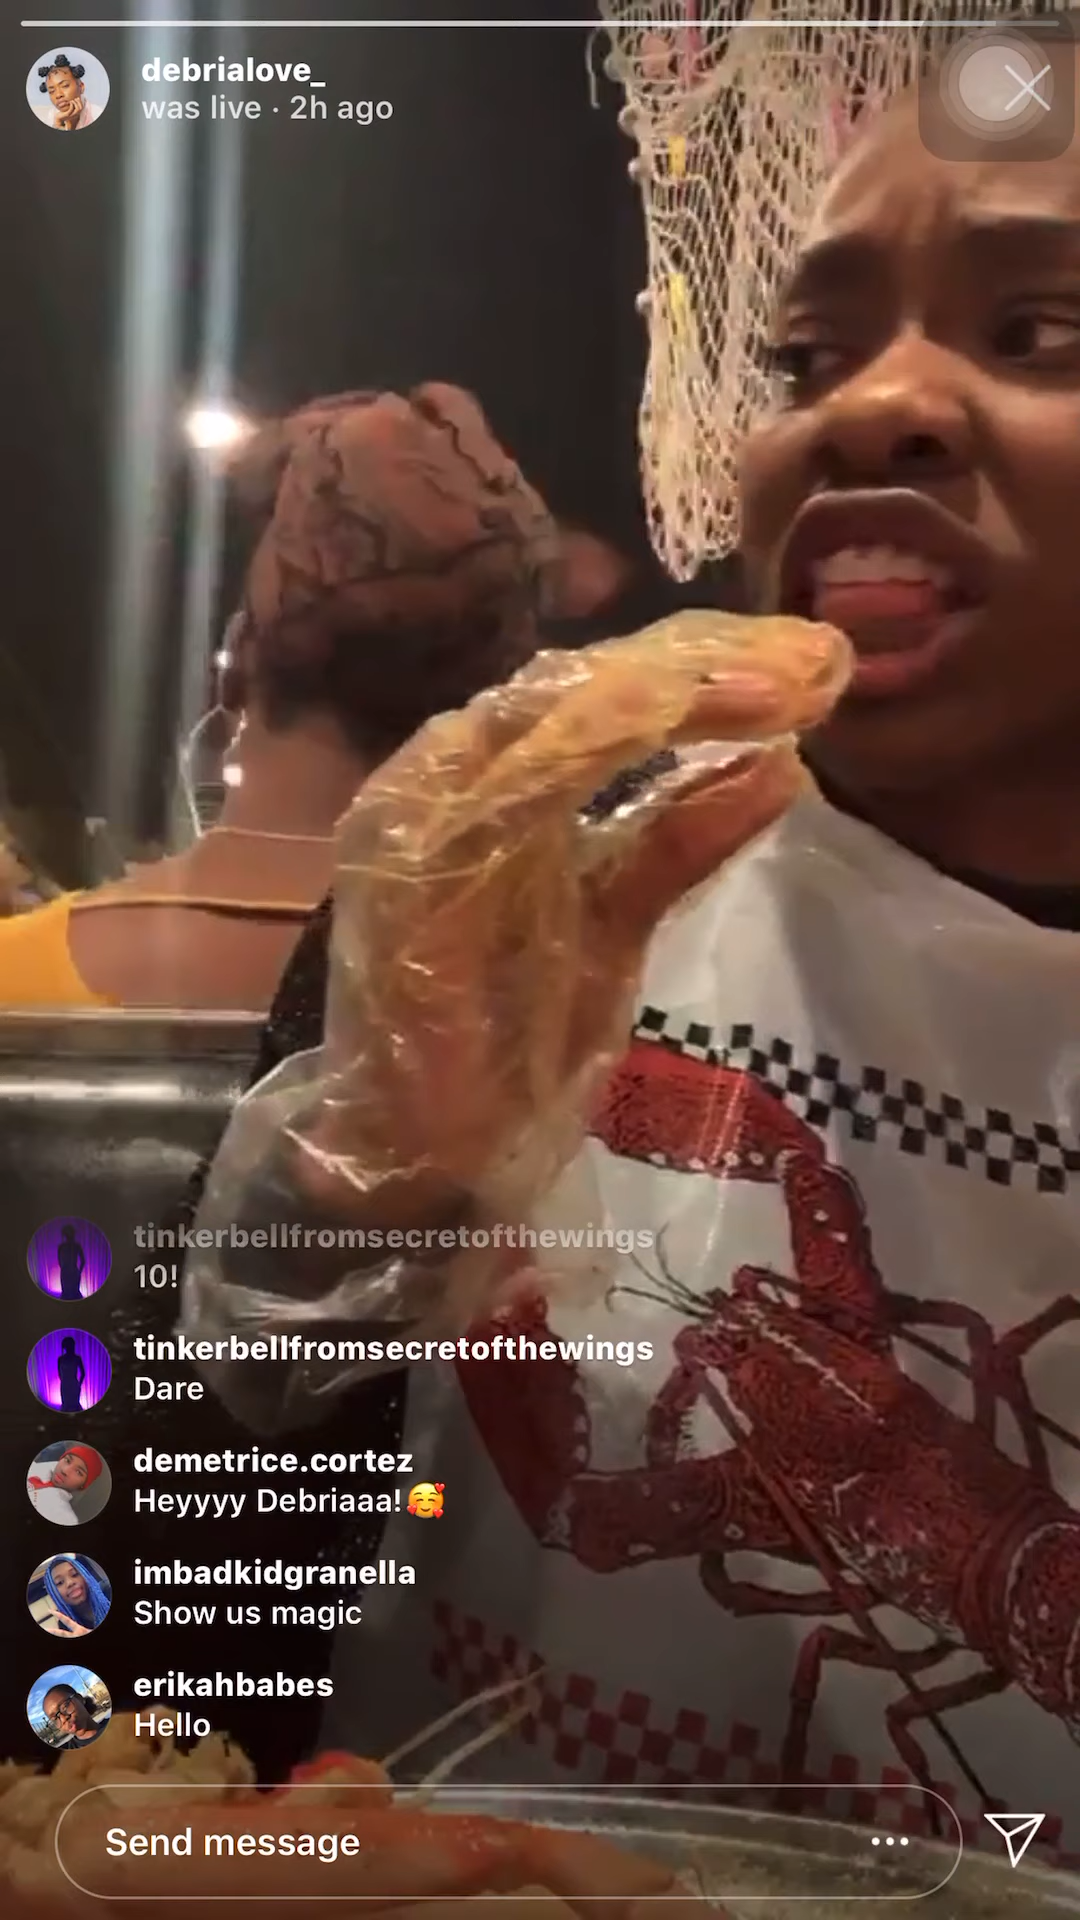 debrialove_
was live · 2h ago
tinkerbellfromsecretofthewings
10!
tinkerbellfromsecretofthewings
Dare
demetrice.cortez
Heyyyy Debriaaa!🥰
imbadkidgranella
Show us magic
erikahbabes
Hello
Send message